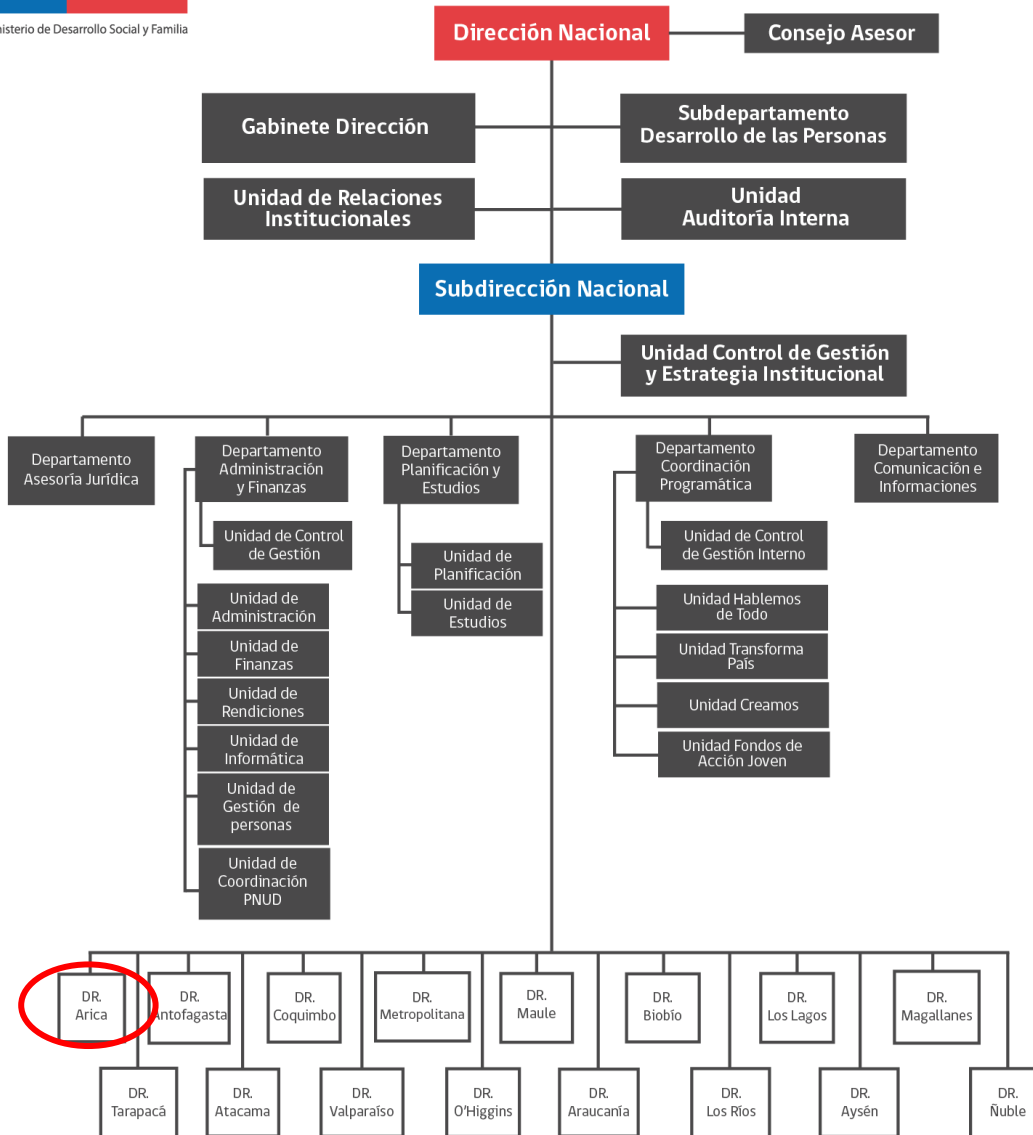 nisterio de Desarrollo Social y Familia
Dirección Nacional
Consejo Asesor
Gabinete Dirección
Subdepartamento
Desarrollo de las Personas
Unidad de Relaciones
Institucionales
Unidad
Auditoría Interna
Subdirección Nacional
Unidad Control de Gestión
y Estrategia Institucional
Departamento
Asesoría Jurídica
Departamento
Administración
y Finanzas
Departamento
Planificación y
Estudios
Departamento
Coordinación
Programática
Departamento
Comunicación e
Informaciones
Unidad de Control
de Gestión
Unidad de
Administración
Unidad de
Finanzas
Unidad de
Rendiciones
Unidad de
Informática
Unidad de
Gestión de
personas
Unidad de
Coordinación
PNUD
Unidad de
Planificación
Unidad de
Estudios
Unidad de Control
de Gestión Interno
Unidad Hablemos
de Todo
Unidad Transforma
País
Unidad Creamos
Unidad Fondos de
Acción Joven
DR.
Arica
DR.
Antofagasta
DR.
Coquimbo
DR.
Metropolitana
DR.
Maule
DR.
Biobío
DR.
Los Lagos
DR.
Magallanes
DR.
Tarapacá
DR.
Atacama
DR.
Valparaíso
DR.
O'Higgins
DR.
Araucanía
DR.
Los Ríos
DR.
Aysén
DR.
Ñuble